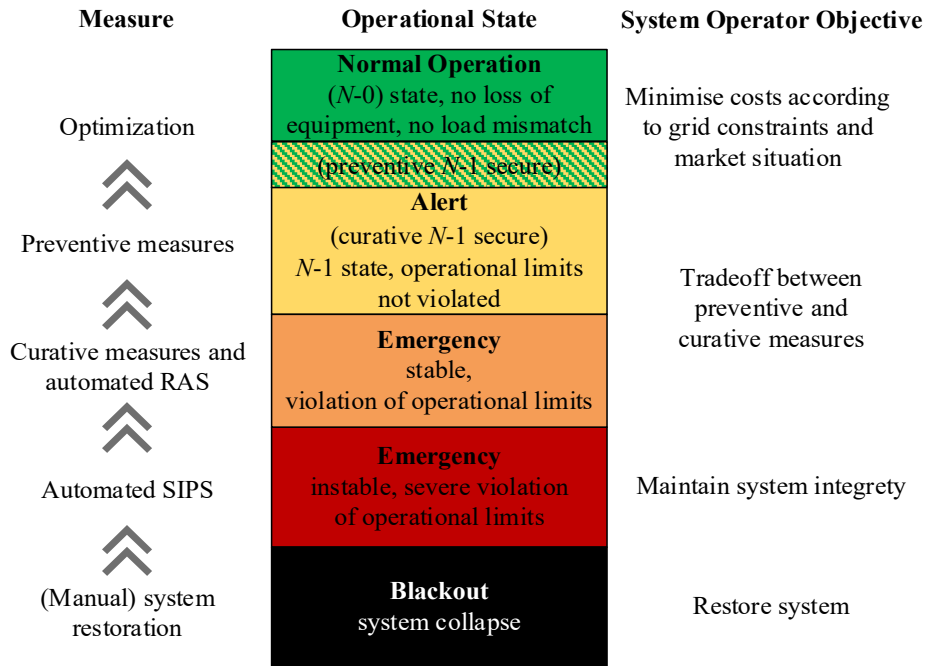 Measure
Operational State
System Operator Objective
Optimization
Preventive measures
Curative measures and
automated RAS
Automated SIPS
(Manual) system
restoration
Normal Operation
(N-0) state, no loss of
equipment, no load mismatch
(preventive N-1 secure)
Alert
(curative N-1 secure)
N-1 state, operational limits
not violated
Emergency
stable,
violation of operational limits
Emergency
instable, severe violation
of operational limits
Blackout
system collapse
Minimise costs according
to grid constraints and
market situation
Tradeoff between
preventive and
curative measures
Maintain system integrety
Restore system